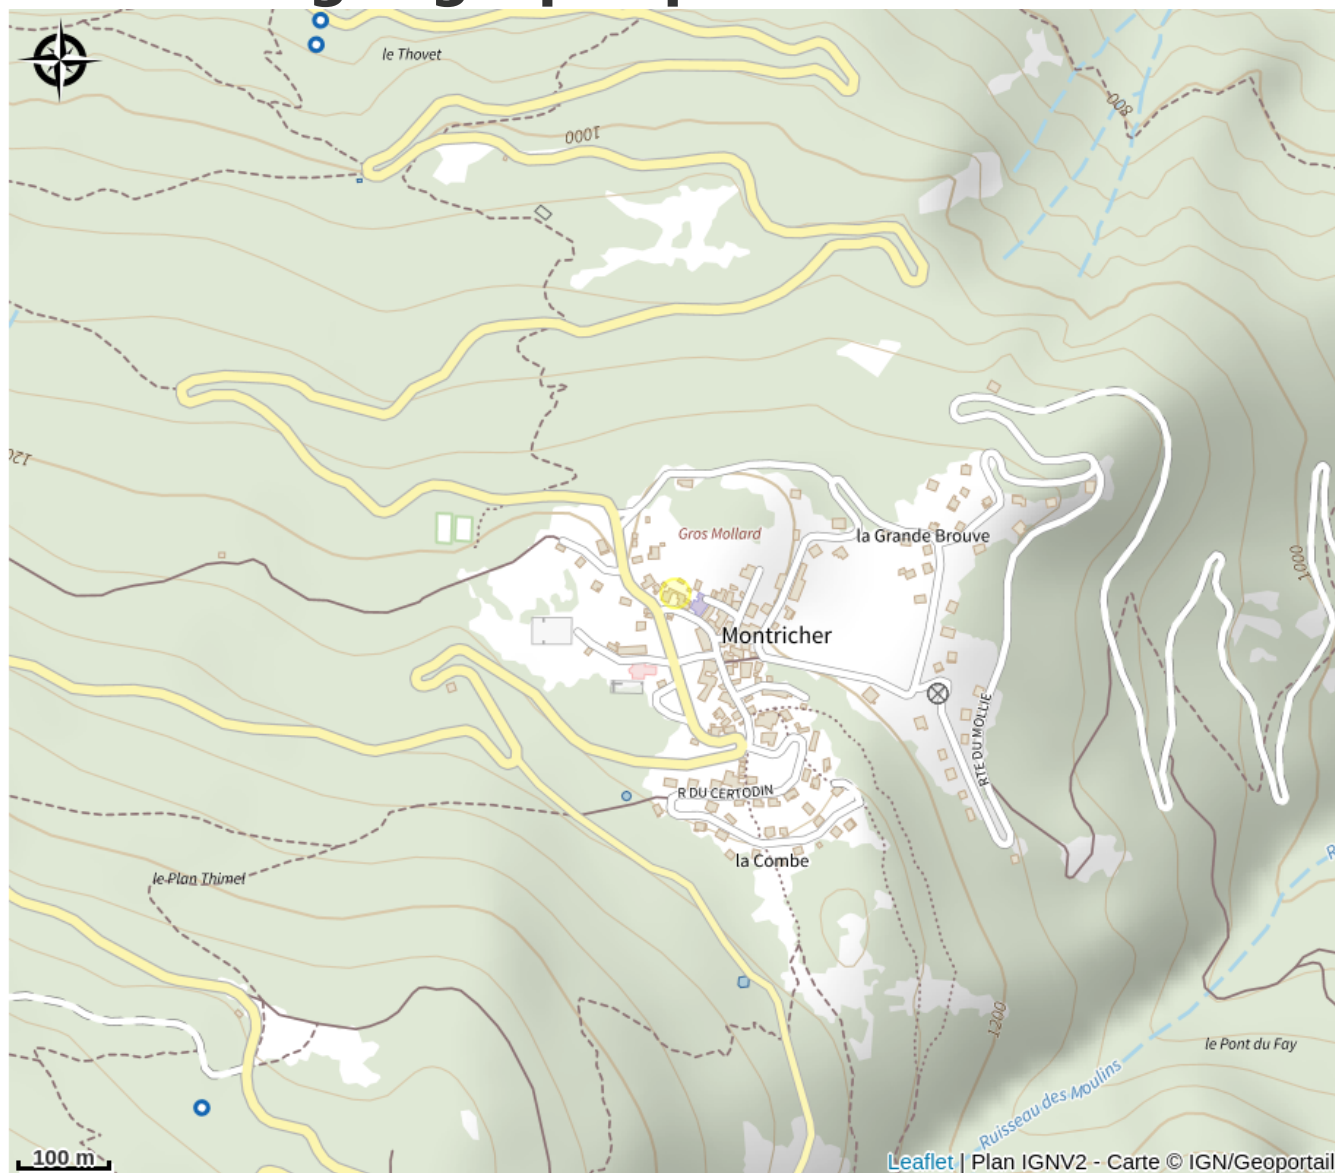 le Thovet
800
1000
120
Gros Mollard
la Grande Brouve
1000
Montricher
RTE DU MOLLIE
R DU CERTODIN
la Combe
le Plan Thimel
1200
le Pont du Fay
Ruisseau des Moulins
R
100 m
Leaflet | Plan IGNV2 - Carte © IGN/Geoportail